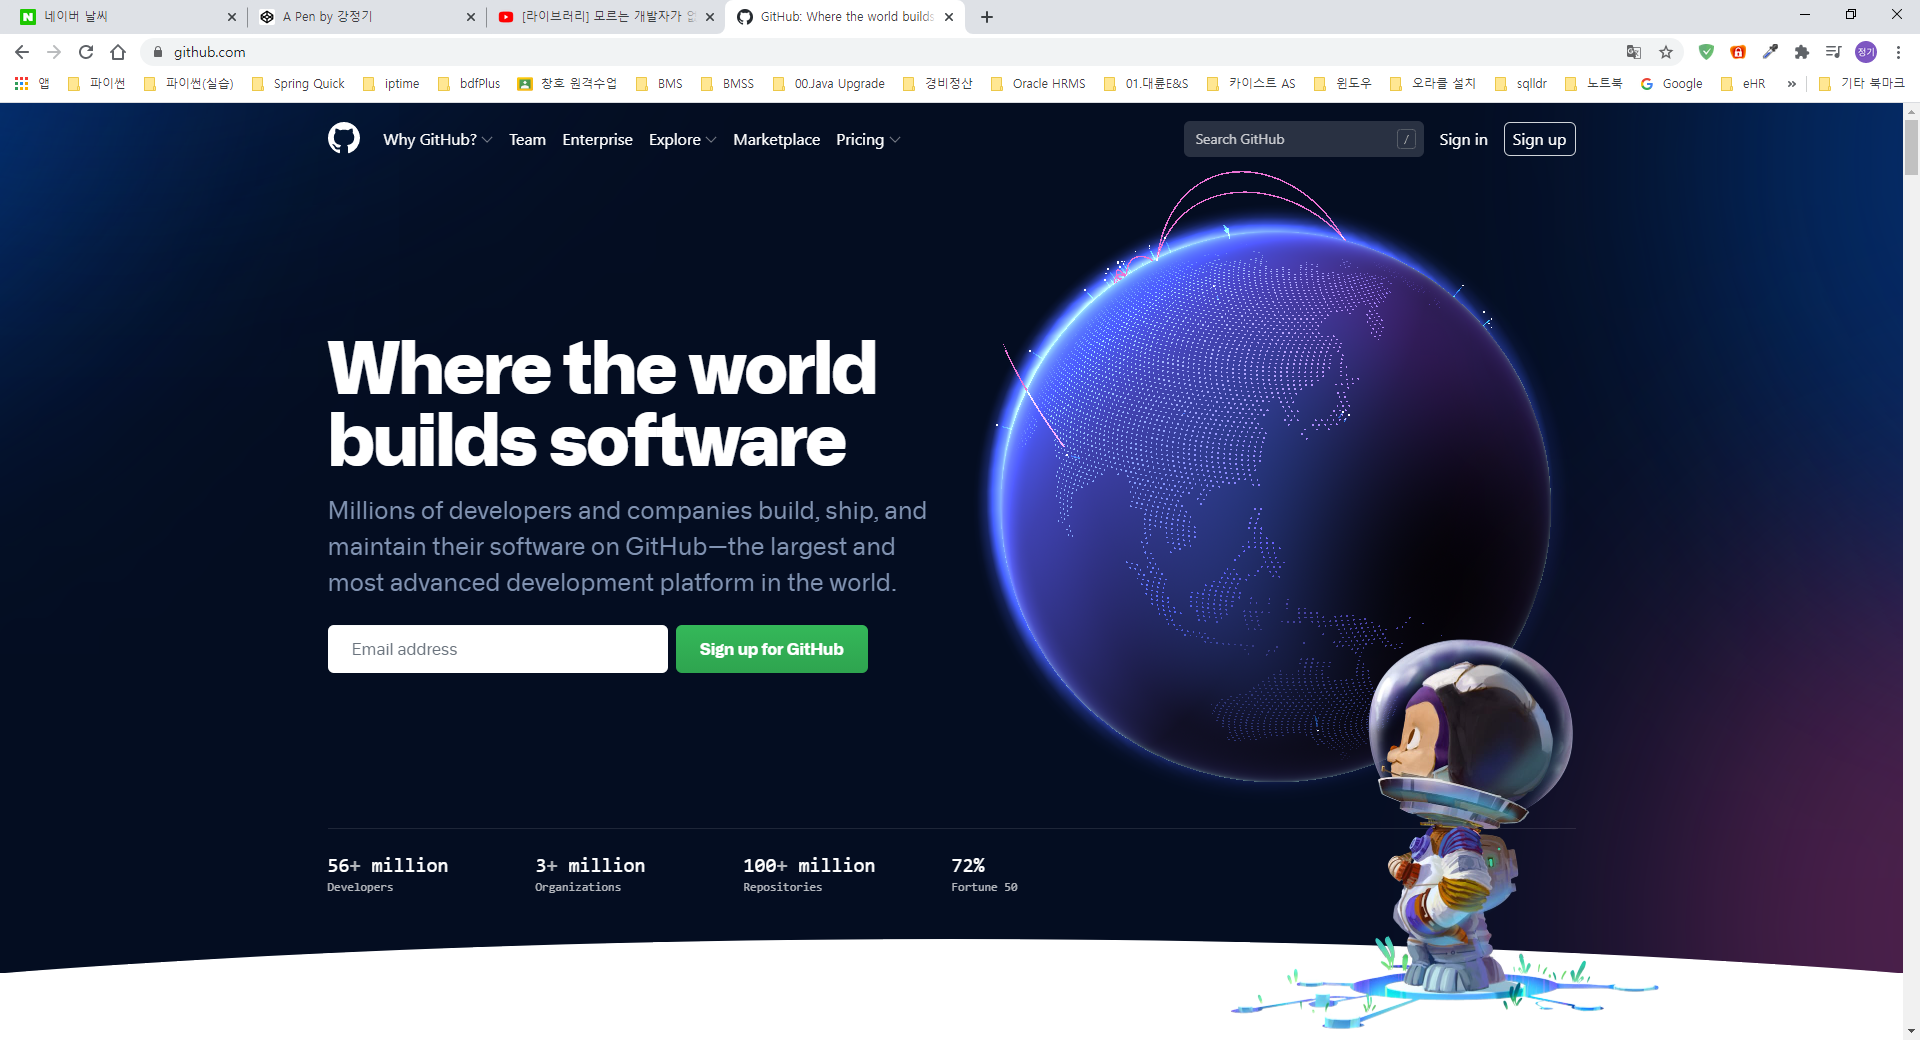 네이버 날씨
A Pen by 강정기
[라이브러리] 모르는 개발자가 없
GitHub: Where the world builds
github.com
정기
앱
파이썬
파이썬(실습)
Spring Quick
iptime
bdfPlus
창호 원격수업
BMS
BMSS
00.Java Upgrade
경비정산
Oracle HRMS
01.대륜E&S
카이스트 AS
윈도우
오라클 설치
sqlldr
노트북
Google
eHR
»
기타 북마크
Why GitHub?
Team
Enterprise
Explore
Marketplace
Pricing
Search GitHub
/
Sign in
Sign up
Where the world
builds software
Millions of developers and companies build, ship, and
maintain their software on GitHub—the largest and
most advanced development platform in the world.
Email address
Sign up for GitHub
56+ million
Developers
3+ million
Organizations
100+ million
Repositories
72%
Fortune 50